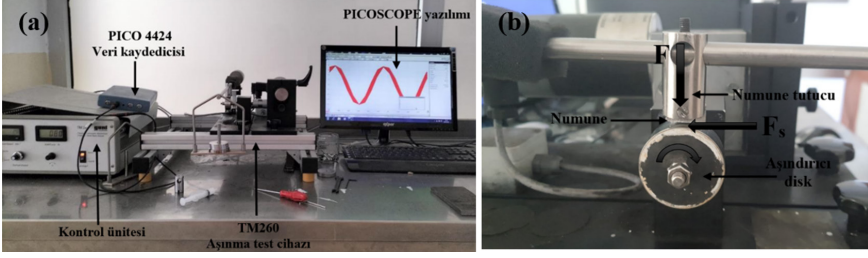 (a)
PICO 4424
Veri kaydedicisi
PICOSCOPE yazılımı
Kontrol ünitesi
TM260
Aşınma test cihazı
(b)
F
Numune tutucu
Numune
Fs
Aşındırıcı
disk